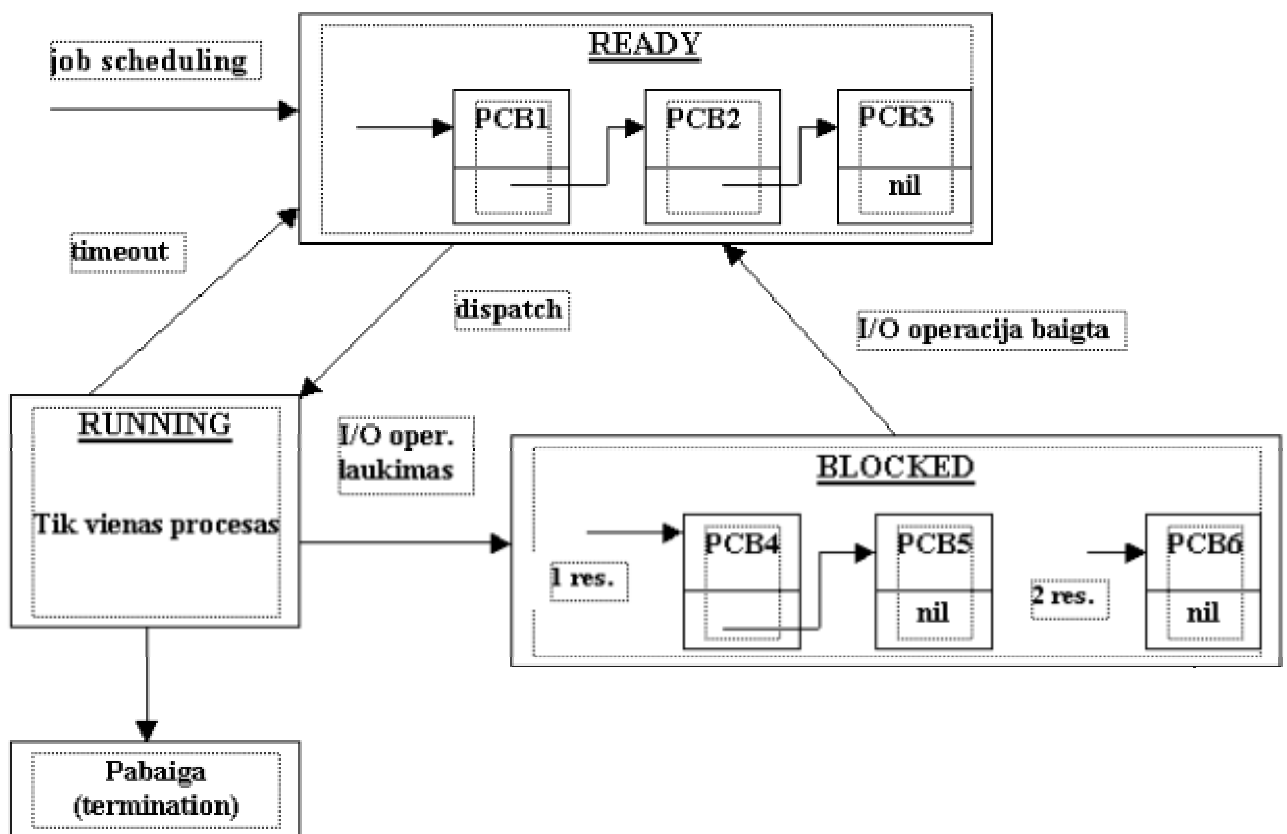 READY
job scheduling
PCB1
PCB2
PCB3
nil
timeout
dispatch
I/O operacija baigta
RUNNING
Tik vienas procesas
I/O oper.
laukimas
BLOCKED
PCB4
PCB5
PCB6
1 res.
2 res.
nil
nil
Pabaiga
(termination)